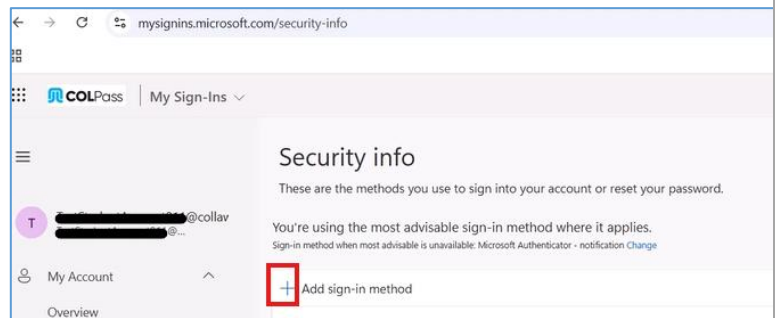 mysignins.microsoft.com/security-info
COLPass | My Sign-Ins
Security info
These are the methods you use to sign into your account or reset your password.
T
@collav
@...
You're using the most advisable sign-in method where it applies.
Sign-in method when most advisable is unavailable: Microsoft Authenticator - notification Change
My Account
+ Add sign-in method
Overview